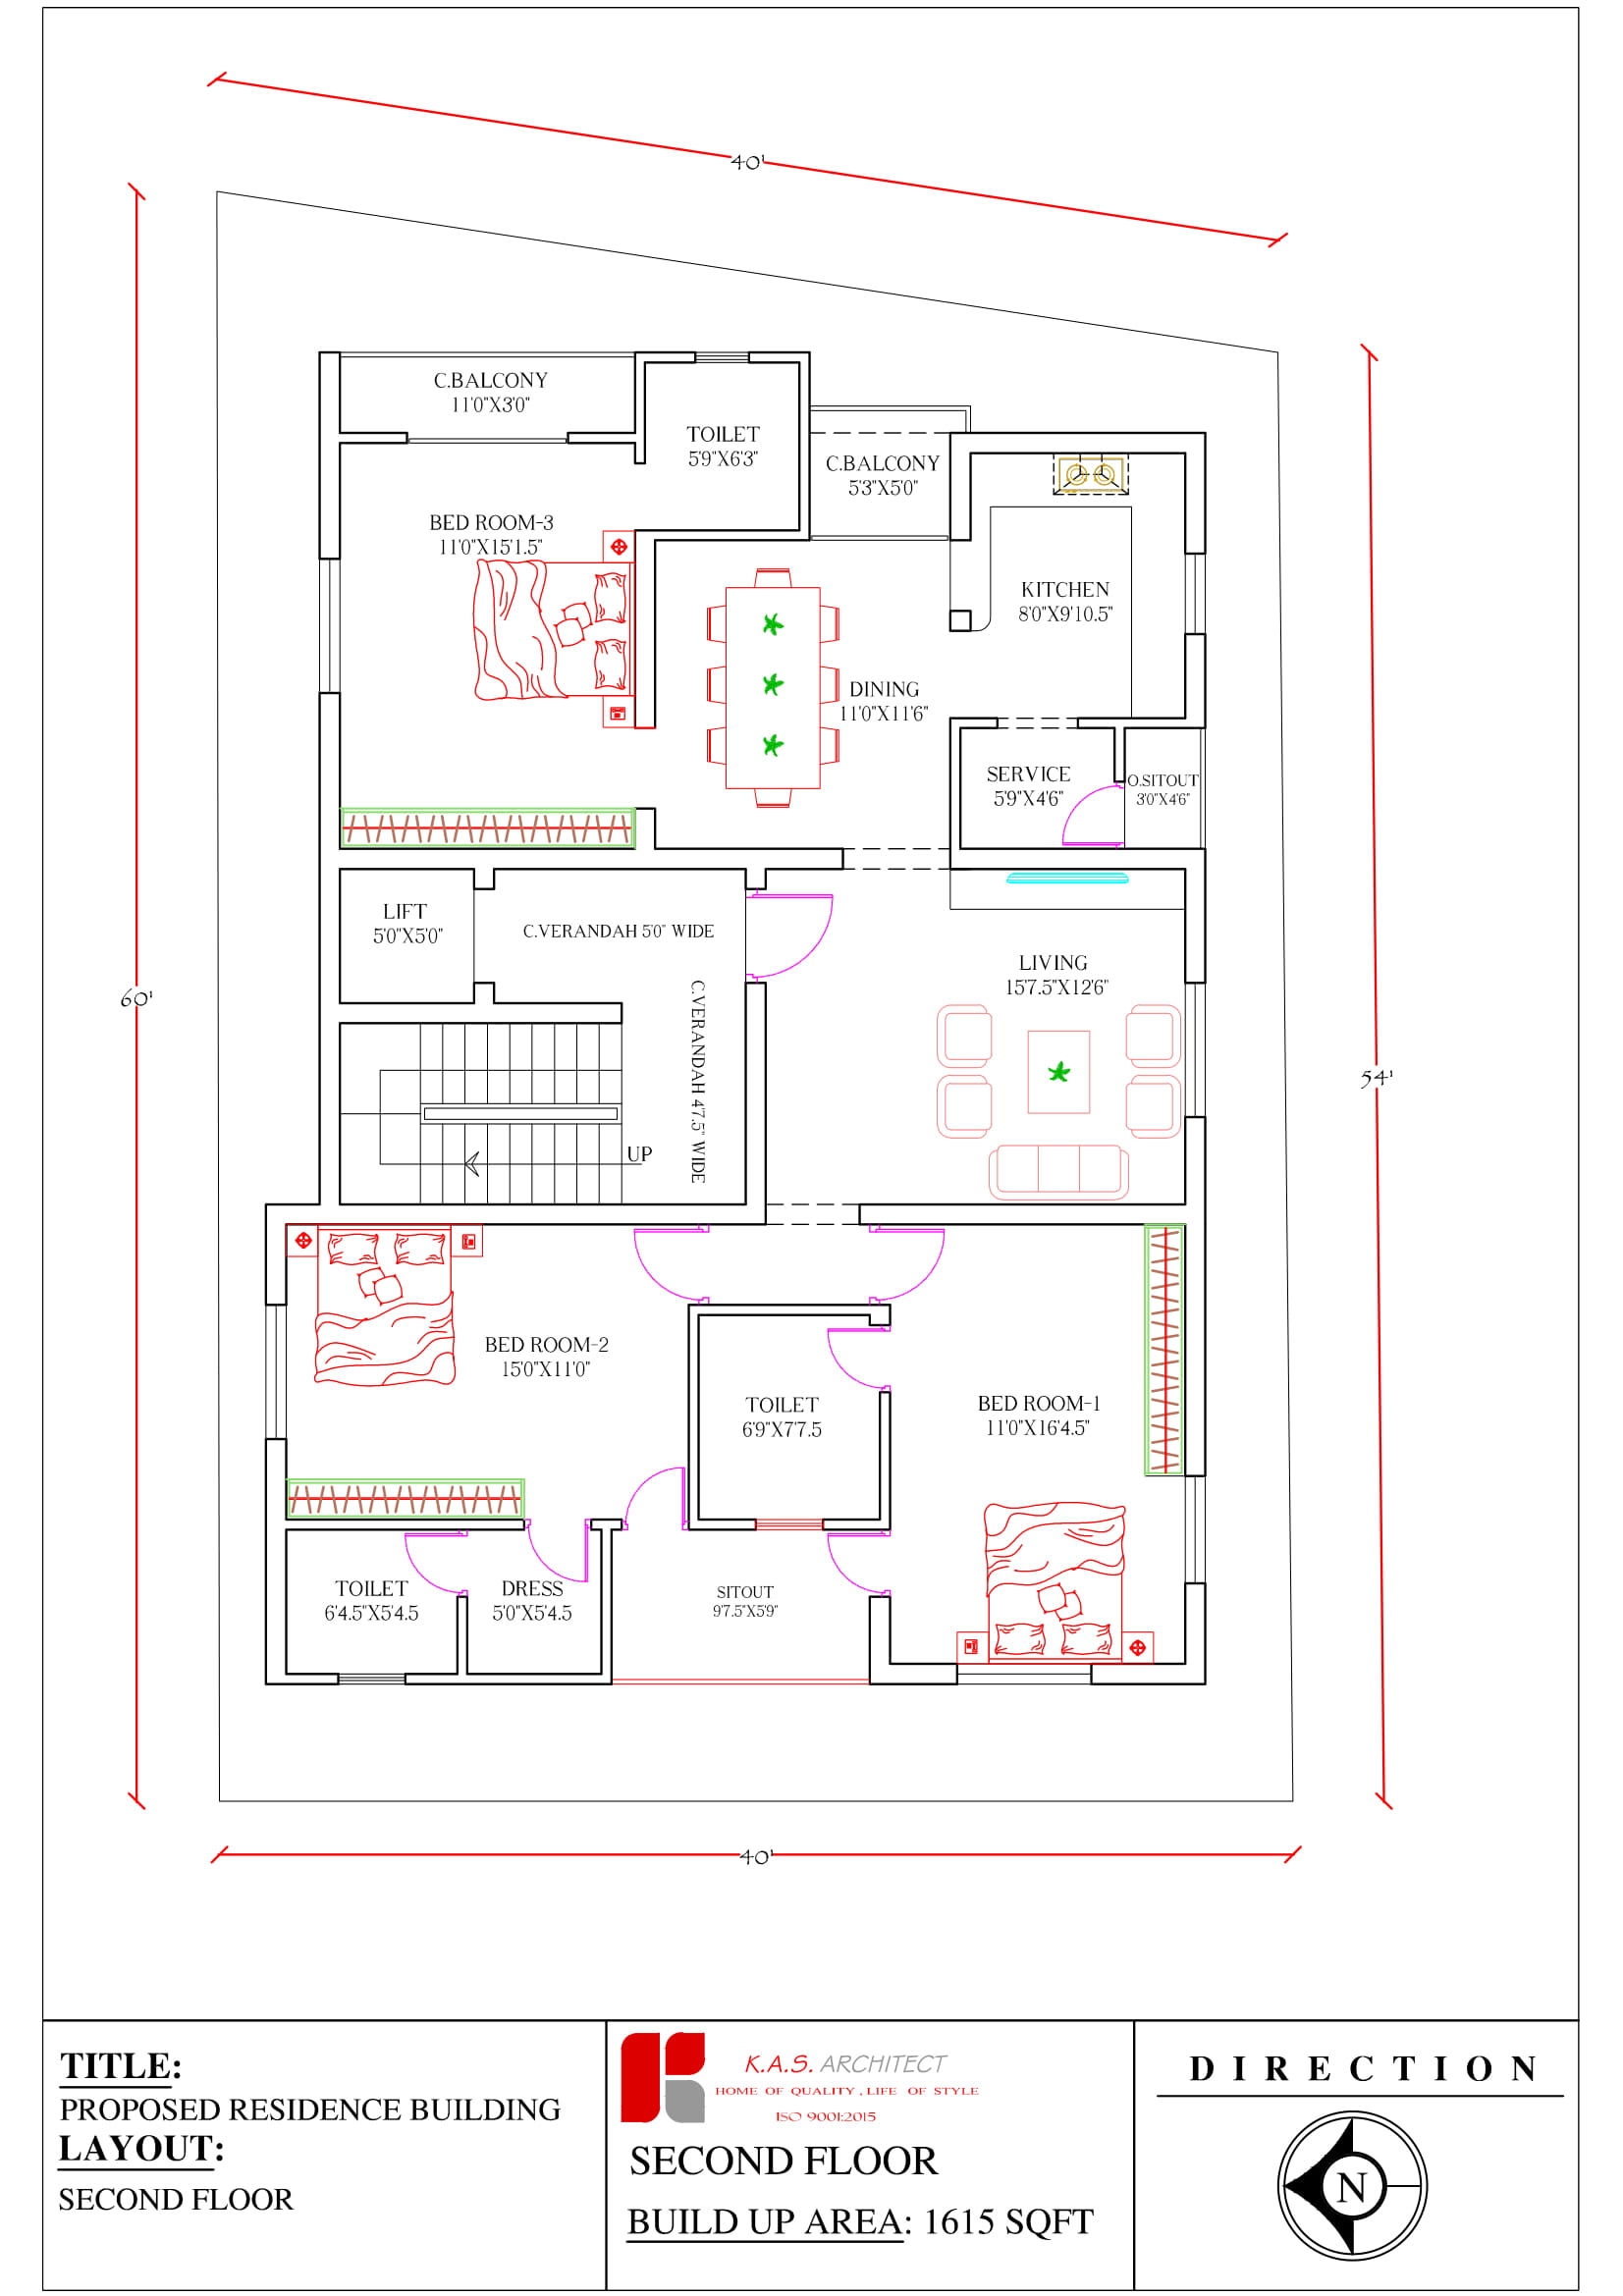 40'
C.BALCONY
11'0"X3'0"
TOILET
5'9"X6'3"
C.BALCONY
5'3"X5'0"
BED ROOM-3
11'0"X15'1.5"
KITCHEN
8'0"X9'10.5"
DINING
11'0"X11'6"
SERVICE
5'9"X4'6"
O.SITOUT
3'0"X4'6"
LIFT
5'0"X5'0"
C.VERANDAH 5'0" WIDE
LIVING
15'7.5"X12'6"
60'
C.VERANDAH 4'7.5" WIDE
54'
UP
BED ROOM-2
15'0"X11'0"
TOILET
6'9"X7'7.5
BED ROOM-1
11'0"X16'4.5"
TOILET
6'4.5"X5'4.5
DRESS
5'0"X5'4.5
SITOUT
9'7.5"X5'9"
40'
TITLE:
PROPOSED RESIDENCE BUILDING
LAYOUT:
SECOND FLOOR
K.A.S. ARCHITECT
HOME OF QUALITY , LIFE OF STYLE
ISO 9001:2015
SECOND FLOOR
BUILD UP AREA: 1615 SQFT
DIRECTION
N